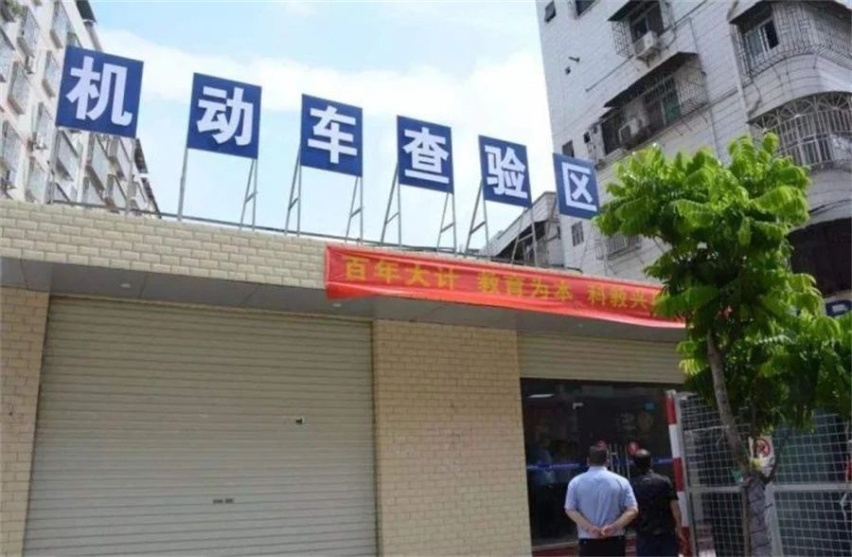 机动车查验区
百年大计 教育为本 科教兴